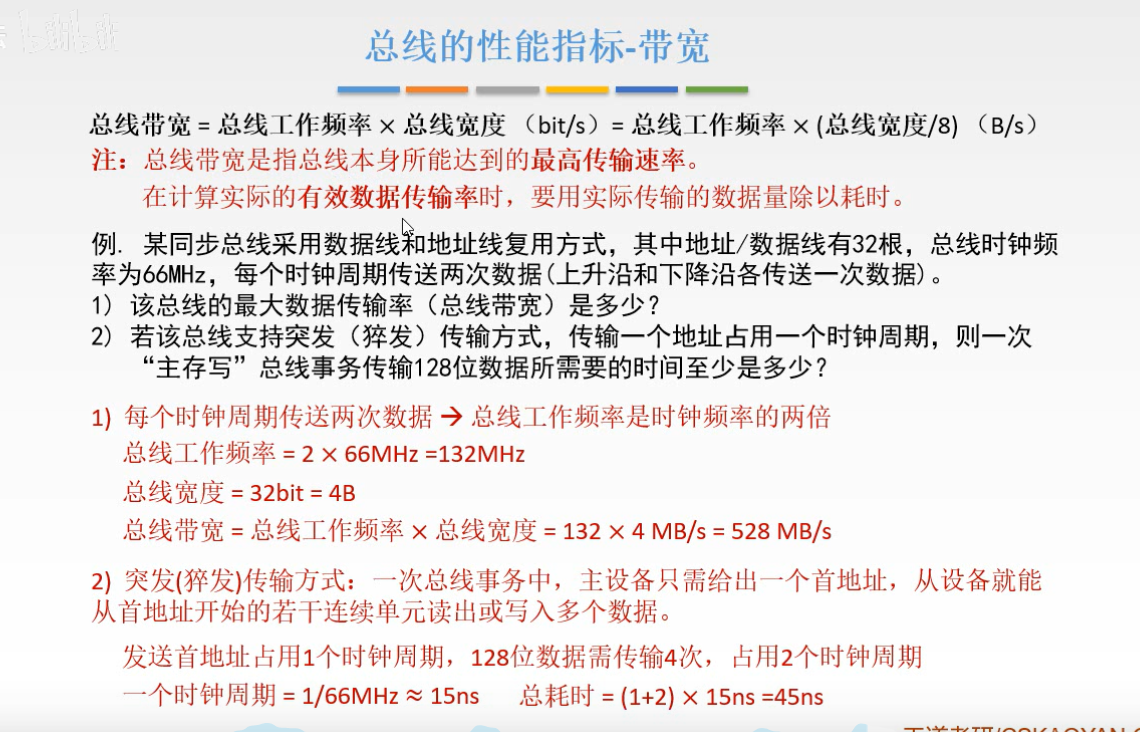 总线的性能指标-带宽
总线带宽 = 总线工作频率 × 总线宽度 （bit/s）= 总线工作频率 × (总线宽度/8) （B/s）
注：总线带宽是指总线本身所能达到的最高传输速率。
在计算实际的有效数据传输率时，要用实际传输的数据量除以耗时。
例. 某同步总线采用数据线和地址线复用方式，其中地址/数据线有32根，总线时钟频
率为66MHz，每个时钟周期传送两次数据(上升沿和下降沿各传送一次数据)。
1) 该总线的最大数据传输率（总线带宽）是多少？
2) 若该总线支持突发（猝发）传输方式，传输一个地址占用一个时钟周期，则一次
“主存写”总线事务传输128位数据所需要的时间至少是多少？
1) 每个时钟周期传送两次数据 → 总线工作频率是时钟频率的两倍
总线工作频率 = 2 × 66MHz =132MHz
总线宽度 = 32bit = 4B
总线带宽 = 总线工作频率 × 总线宽度 = 132 × 4 MB/s = 528 MB/s
2) 突发(猝发)传输方式：一次总线事务中，主设备只需给出一个首地址，从设备就能
从首地址开始的若干连续单元读出或写入多个数据。
发送首地址占用1个时钟周期，128位数据需传输4次，占用2个时钟周期
一个时钟周期 = 1/66MHz ≈ 15ns 总耗时 = (1+2) × 15ns =45ns